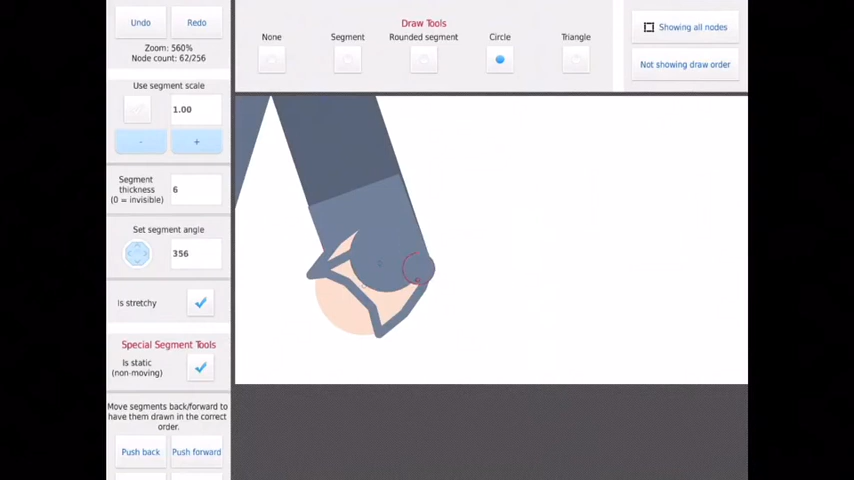 Undo
Redo
Zoom: 560%
Node count: 62/256
Use segment scale
1.00
-
+
Segment
thickness
(0 = invisible)
6
Set segment angle
356
Is stretchy
Special Segment Tools
Is static
(non-moving)
Move segments back/forward to
have them drawn in the correct
order.
Push back
Push forward
Draw Tools
None
Segment
Rounded segment
Circle
Triangle
Showing all nodes
Not showing draw order